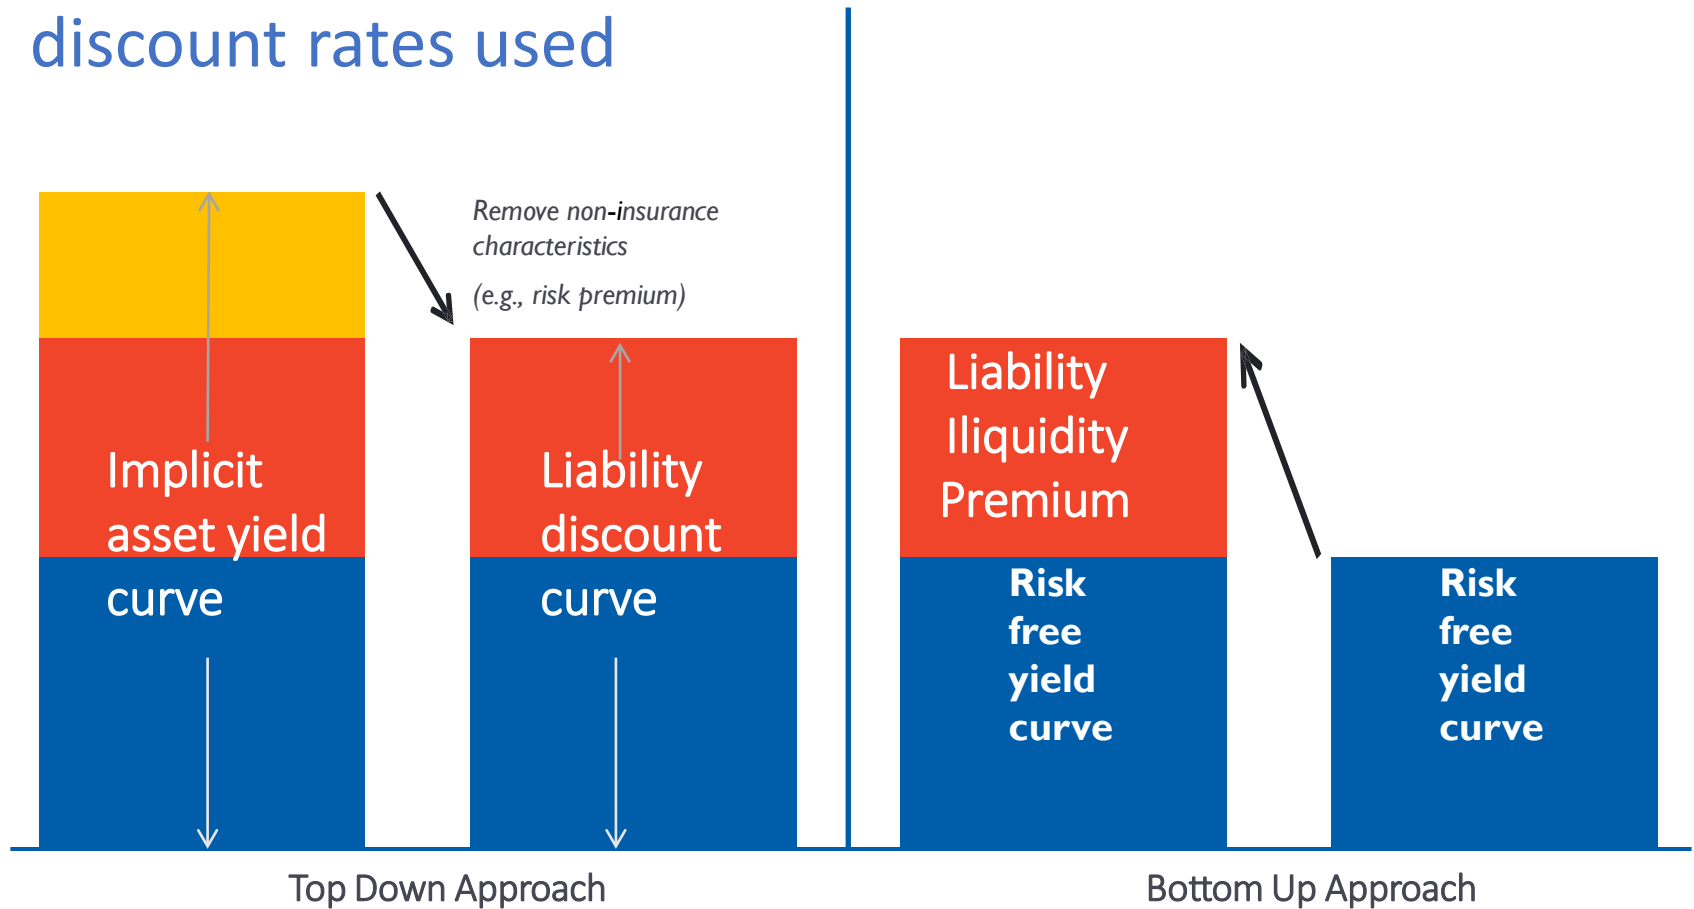 discount rates used
Remove non-insurance
characteristics
(e.g., risk premium)
Implicit
asset yield
curve
Liability
discount
curve
Liability
Iliquidity
Premium
Risk
free
yield
curve
Risk
free
yield
curve
Top Down Approach
Bottom Up Approach